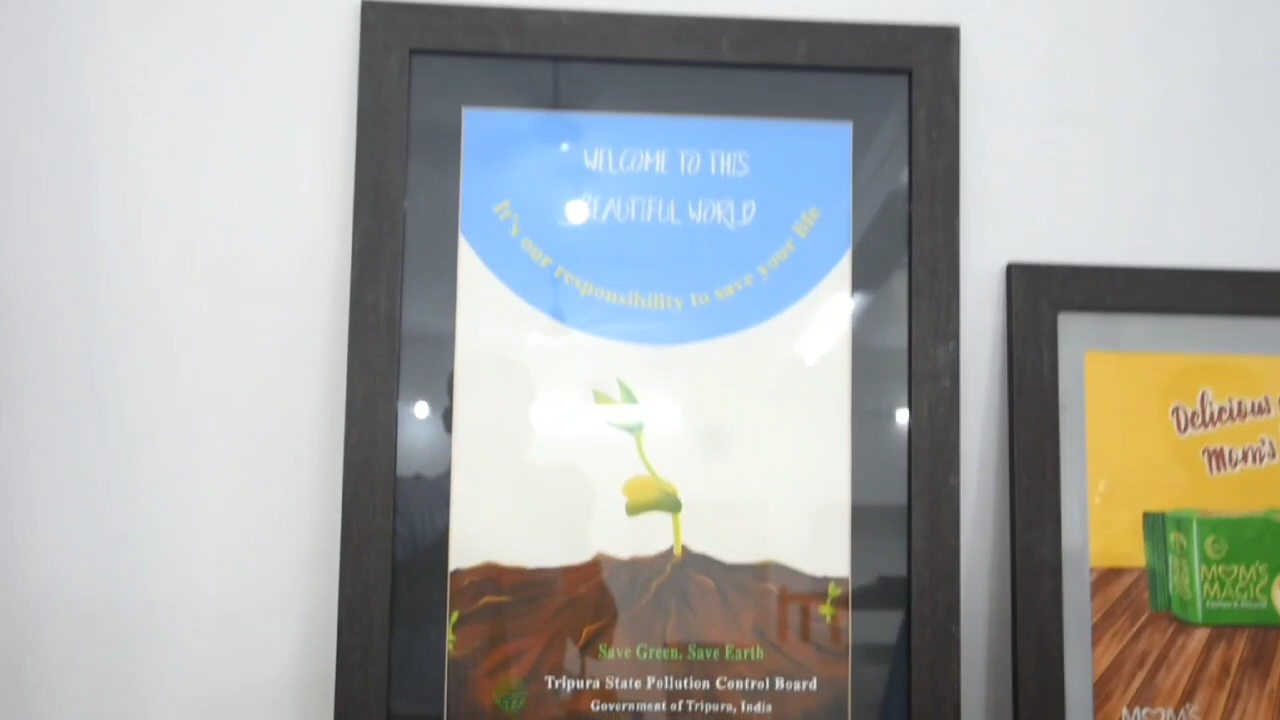 WELCOME TO THIS
BEAUTIFUL WORLD
It's our responsibility to save your life
Save Green, Save Earth
Tripura State Pollution Control Board
Government of Tripura, India
Delicious
Mom's
MOM'S
MAGIC
MOM'S